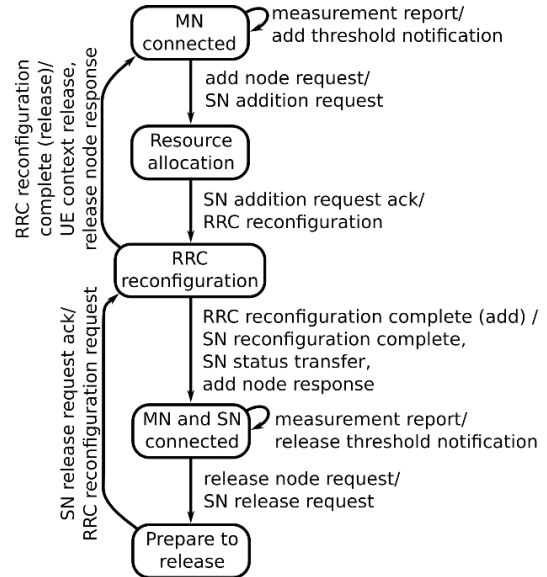 MN
connected
measurement report/
add threshold notification
add node request/
SN addition request
RRC reconfiguration
complete (release)/
UE context release,
release node response
Resource
allocation
SN addition request ack/
RRC reconfiguration
RRC
reconfiguration
RRC reconfiguration complete (add) /
SN reconfiguration complete,
SN status transfer,
add node response
SN release request ack/
RRC reconfiguration request
MN and SN
connected
measurement report/
release threshold notification
release node request/
SN release request
Prepare to
release